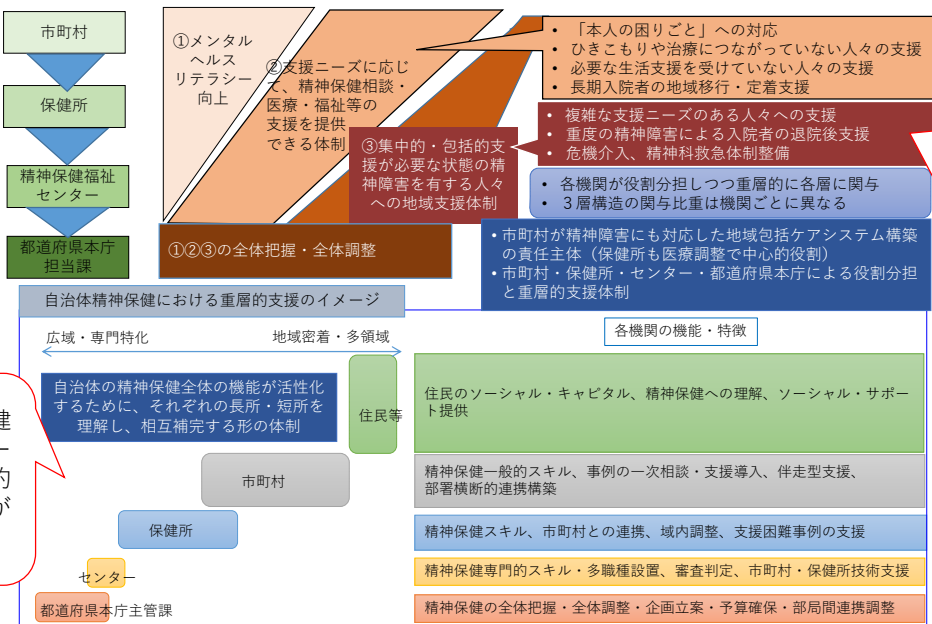 市町村
保健所
精神保健福祉
センター
都道府県本庁
担当課
①メンタル
ヘルス
リテラシー
向上
②支援ニーズに応じ
て、精神保健相談・
医療・福祉等の
支援を提供
できる体制
③集中的・包括的支
援が必要な状態の精
神障害を有する人々
への地域支援体制
①②③の全体把握・全体調整
• 「本人の困りごと」への対応
• ひきこもりや治療につながっていない人々の支援
• 必要な生活支援を受けていない人々の支援
• 長期入院者の地域移行・定着支援
• 複雑な支援ニーズのある人々への支援
• 重度の精神障害による入院者の退院後支援
• 危機介入、精神科救急体制整備
• 各機関が役割分担しつつ重層的に各層に関与
• ３層構造の関与比重は機関ごとに異なる
• 市町村が精神障害にも対応した地域包括ケアシステム構築
の責任主体（保健所も医療調整で中心的役割）
• 市町村・保健所・センター・都道府県本庁による役割分担
と重層的支援体制
自治体精神保健における重層的支援のイメージ
広域・専門特化
地域密着・多領域
各機関の機能・特徴
自治体の精神保健全体の機能が活性化
するために、それぞれの長所・短所を
理解し、相互補完する形の体制
健
ー
的
が
住民等
住民のソーシャル・キャピタル、精神保健への理解、ソーシャル・サポー
ト提供
市町村
精神保健一般的スキル、事例の一次相談・支援導入、伴走型支援、
部署横断的連携構築
保健所
精神保健スキル、市町村との連携、域内調整、支援困難事例の支援
センター
精神保健専門的スキル・多職種設置、審査判定、市町村・保健所技術支援
都道府県本庁主管課
精神保健の全体把握・全体調整・企画立案・予算確保・部局間連携調整